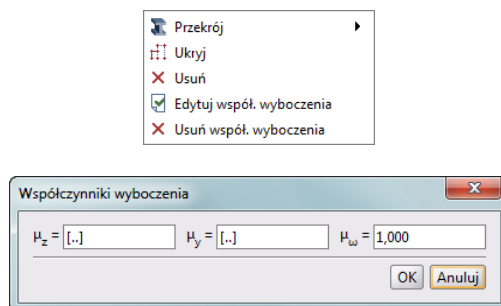 Przekrój
Ukryj
Usuń
Edytuj współ. wyboczenia
Usuń współ. wyboczenia
Współczynniki wyboczenia
μz = [..] μy = [..] μω = 1,000
OK Anuluj